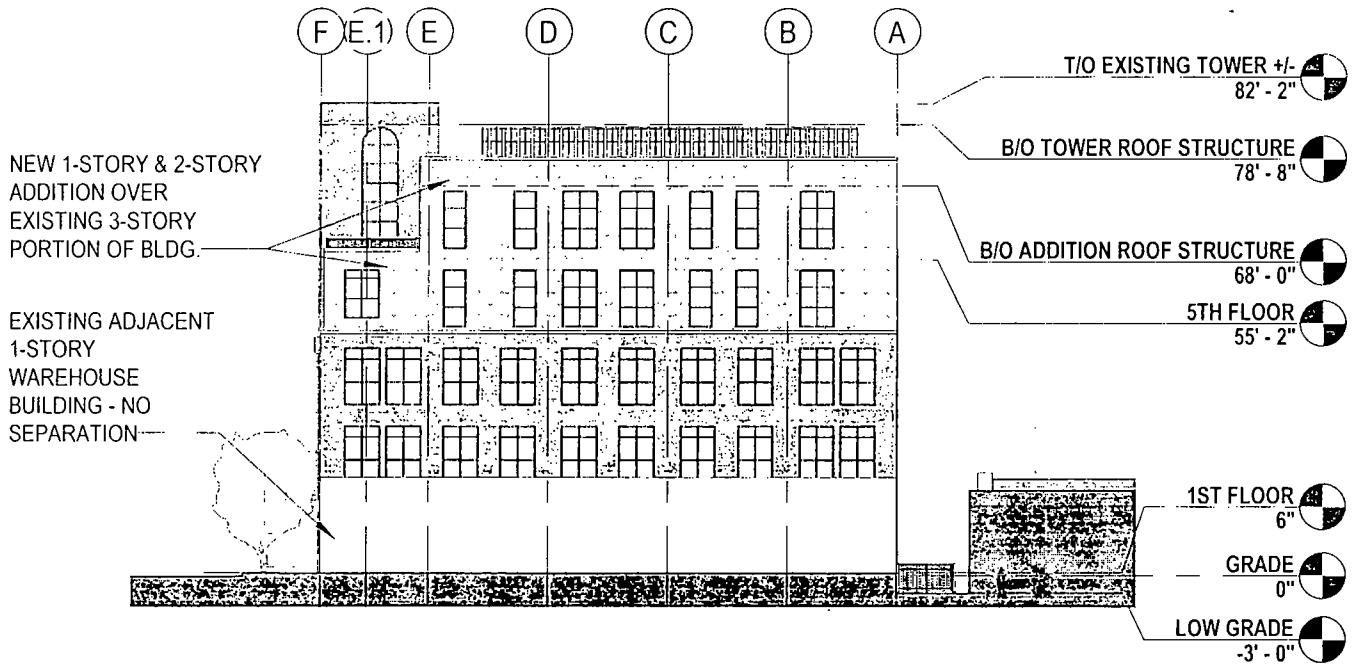 F (E.1) E D C B A
T/O EXISTING TOWER +/-
82' - 2"
B/O TOWER ROOF STRUCTURE
78' - 8"
NEW 1-STORY & 2-STORY
ADDITION OVER
EXISTING 3-STORY
PORTION OF BLDG.
B/O ADDITION ROOF STRUCTURE
68' - 0"
5TH FLOOR
55' - 2"
EXISTING ADJACENT
1-STORY
WAREHOUSE
BUILDING - NO
SEPARATION
1ST FLOOR
6"
GRADE
0"
LOW GRADE
-3' - 0"